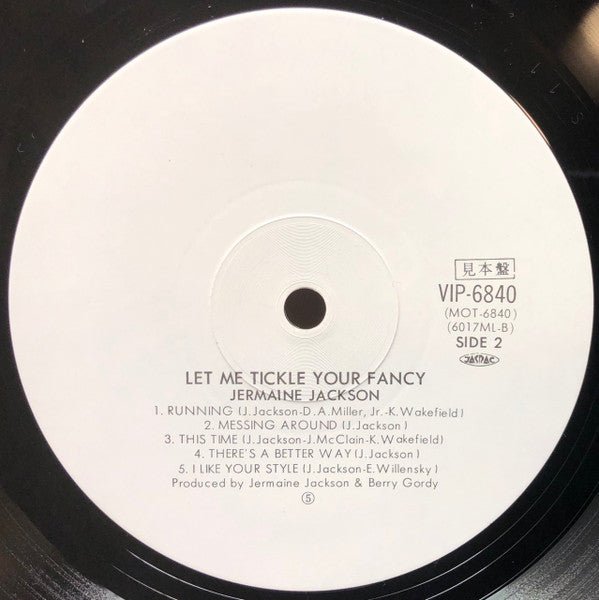 見本盤
VIP-6840
(MOT-6840)
(6017ML-B)
SIDE 2
JASRAC
LET ME TICKLE YOUR FANCY
JERMAINE JACKSON
1. RUNNING (J.Jackson-D.A.Miller, Jr.-K.Wakefield)
2. MESSING AROUND (J.Jackson)
3. THIS TIME (J.Jackson-J.McClain-K.Wakefield)
4. THERE'S A BETTER WAY (J.Jackson)
5. I LIKE YOUR STYLE (J.Jackson-E.Willensky)
Produced by Jermaine Jackson & Berry Gordy
⑤